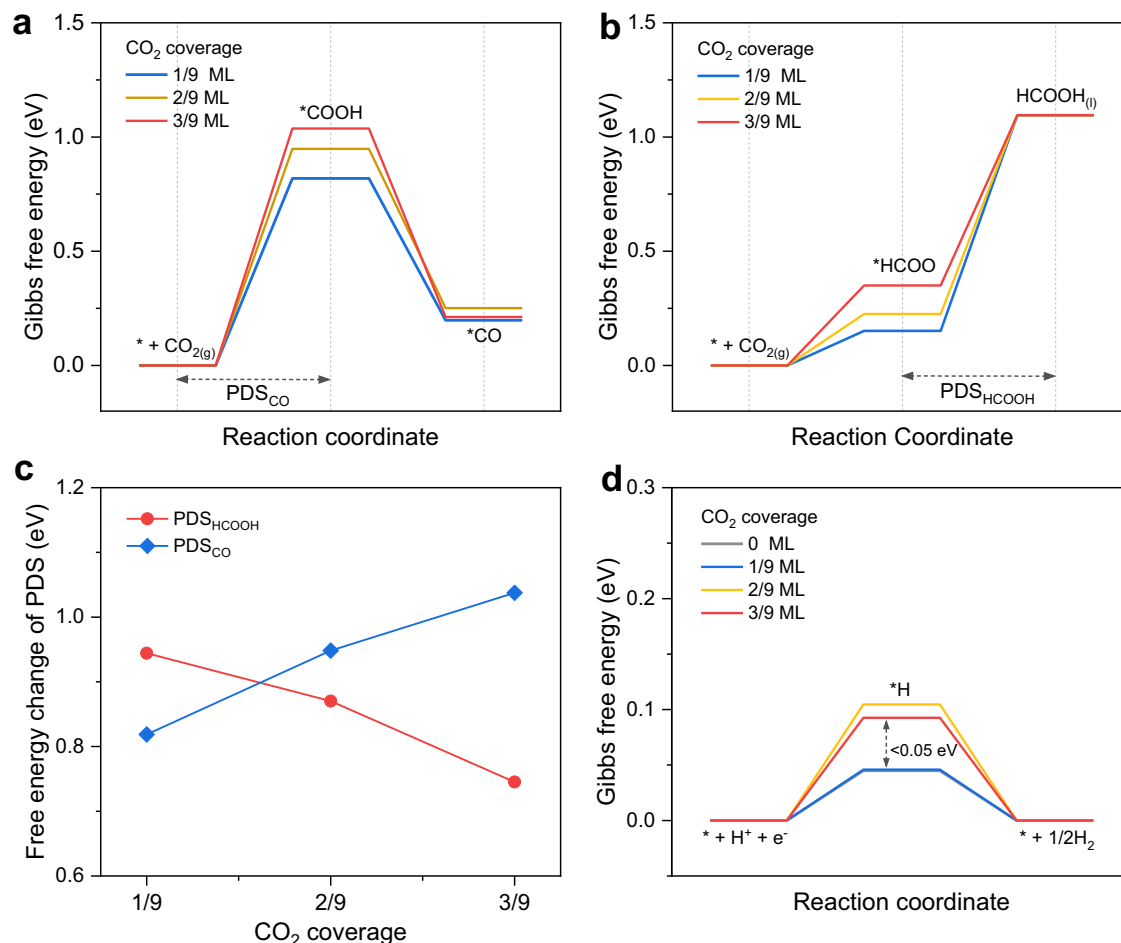 a
Gibbs free energy (eV)
1.5
1.0
0.5
0.0
CO₂ coverage
1/9 ML
2/9 ML
3/9 ML
*COOH
* + CO₂(g)
*CO
PDS_CO
Reaction coordinate
b
Gibbs free energy (eV)
1.5
1.0
0.5
0.0
CO₂ coverage
1/9 ML
2/9 ML
3/9 ML
HCOOH(l)
*HCOO
* + CO₂(g)
PDS_HCOOH
Reaction Coordinate
c
Free energy change of PDS (eV)
1.2
1.0
0.8
0.6
PDS_HCOOH
PDS_CO
1/9
2/9
3/9
CO₂ coverage
d
Gibbs free energy (eV)
0.3
0.2
0.1
0.0
CO₂ coverage
0 ML
1/9 ML
2/9 ML
3/9 ML
*H
<0.05 eV
* + H⁺ + e⁻
* + 1/2H₂
Reaction coordinate